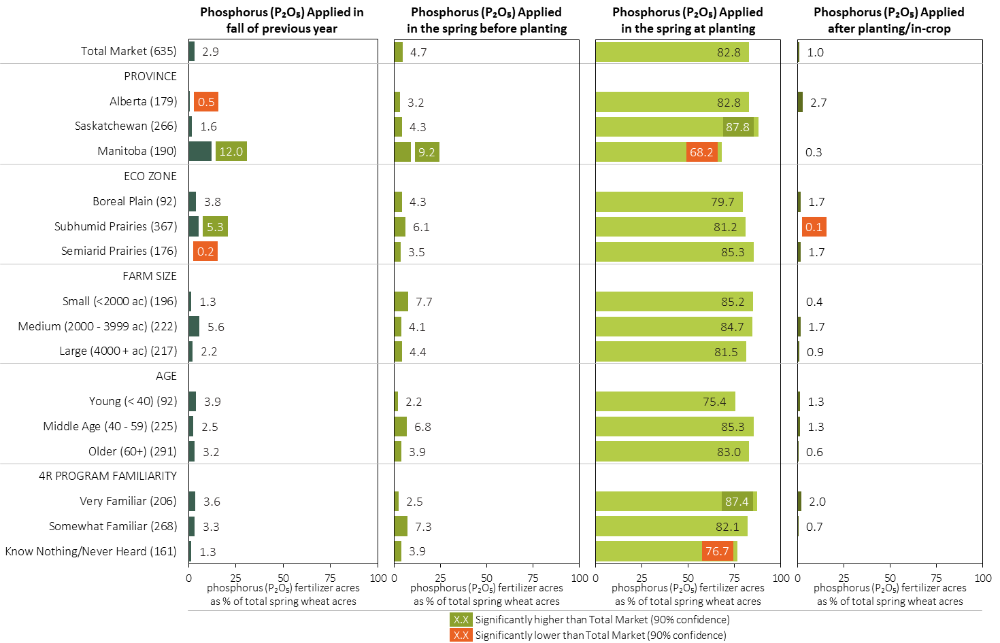 Phosphorus (P₂O₅) Applied in
fall of previous year
Phosphorus (P₂O₅) Applied
in the spring before planting
Phosphorus (P₂O₅) Applied
in the spring at planting
Phosphorus (P₂O₅) Applied
after planting/in-crop
Total Market (635) 2.9 4.7 82.8 1.0
PROVINCE
Alberta (179) 0.5 3.2 82.8 2.7
Saskatchewan (266) 1.6 4.3 87.8
Manitoba (190) 12.0 9.2 68.2 0.3
ECO ZONE
Boreal Plain (92) 3.8 4.3 79.7 1.7
Subhumid Prairies (367) 5.3 6.1 81.2 0.1
Semiarid Prairies (176) 0.2 3.5 85.3 1.7
FARM SIZE
Small (<2000 ac) (196) 1.3 7.7 85.2 0.4
Medium (2000 - 3999 ac) (222) 5.6 4.1 84.7 1.7
Large (4000 + ac) (217) 2.2 4.4 81.5 0.9
AGE
Young (< 40) (92) 3.9 2.2 75.4 1.3
Middle Age (40 - 59) (225) 2.5 6.8 85.3 1.3
Older (60+) (291) 3.2 3.9 83.0 0.6
4R PROGRAM FAMILIARITY
Very Familiar (206) 3.6 2.5 87.4 2.0
Somewhat Familiar (268) 3.3 7.3 82.1 0.7
Know Nothing/Never Heard (161) 1.3 3.9 76.7
0 25 50 75 100 0 25 50 75 100 0 25 50 75 100 0 25 50 75 100
phosphorus (P₂O₅) fertilizer acres
as % of total spring wheat acres
phosphorus (P₂O₅) fertilizer acres
as % of total spring wheat acres
phosphorus (P₂O₅) fertilizer acres
as % of total spring wheat acres
phosphorus (P₂O₅) fertilizer acres
as % of total spring wheat acres
X.X Significantly higher than Total Market (90% confidence)
X.X Significantly lower than Total Market (90% confidence)